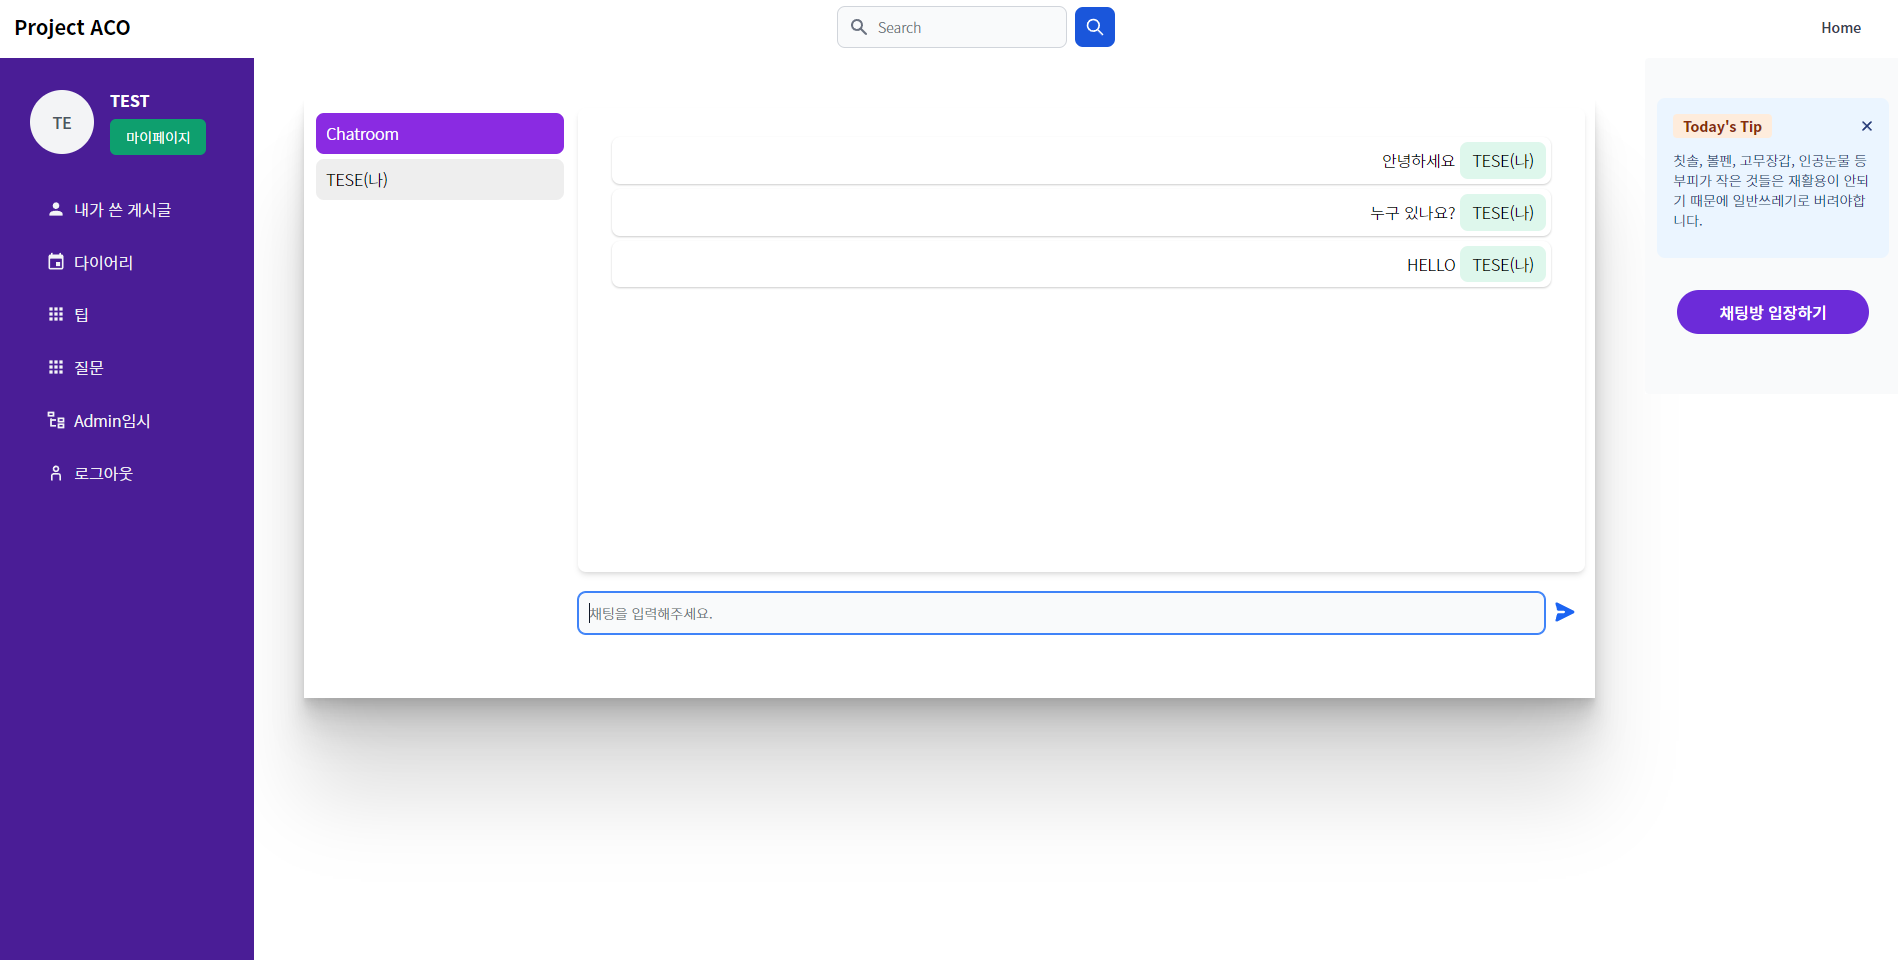 Project ACO
Search
Home
TE
TEST
마이페이지
내가 쓴 게시글
다이어리
팁
질문
Admin임시
로그아웃
Chatroom
TESE(나)
안녕하세요 TESE(나)
누구 있나요? TESE(나)
HELLO TESE(나)
채팅을 입력해주세요.
Today's Tip
칫솔, 볼펜, 고무장갑, 인공눈물 등
부피가 작은 것들은 재활용이 안되
기 때문에 일반쓰레기로 버려야합
니다.
채팅방 입장하기